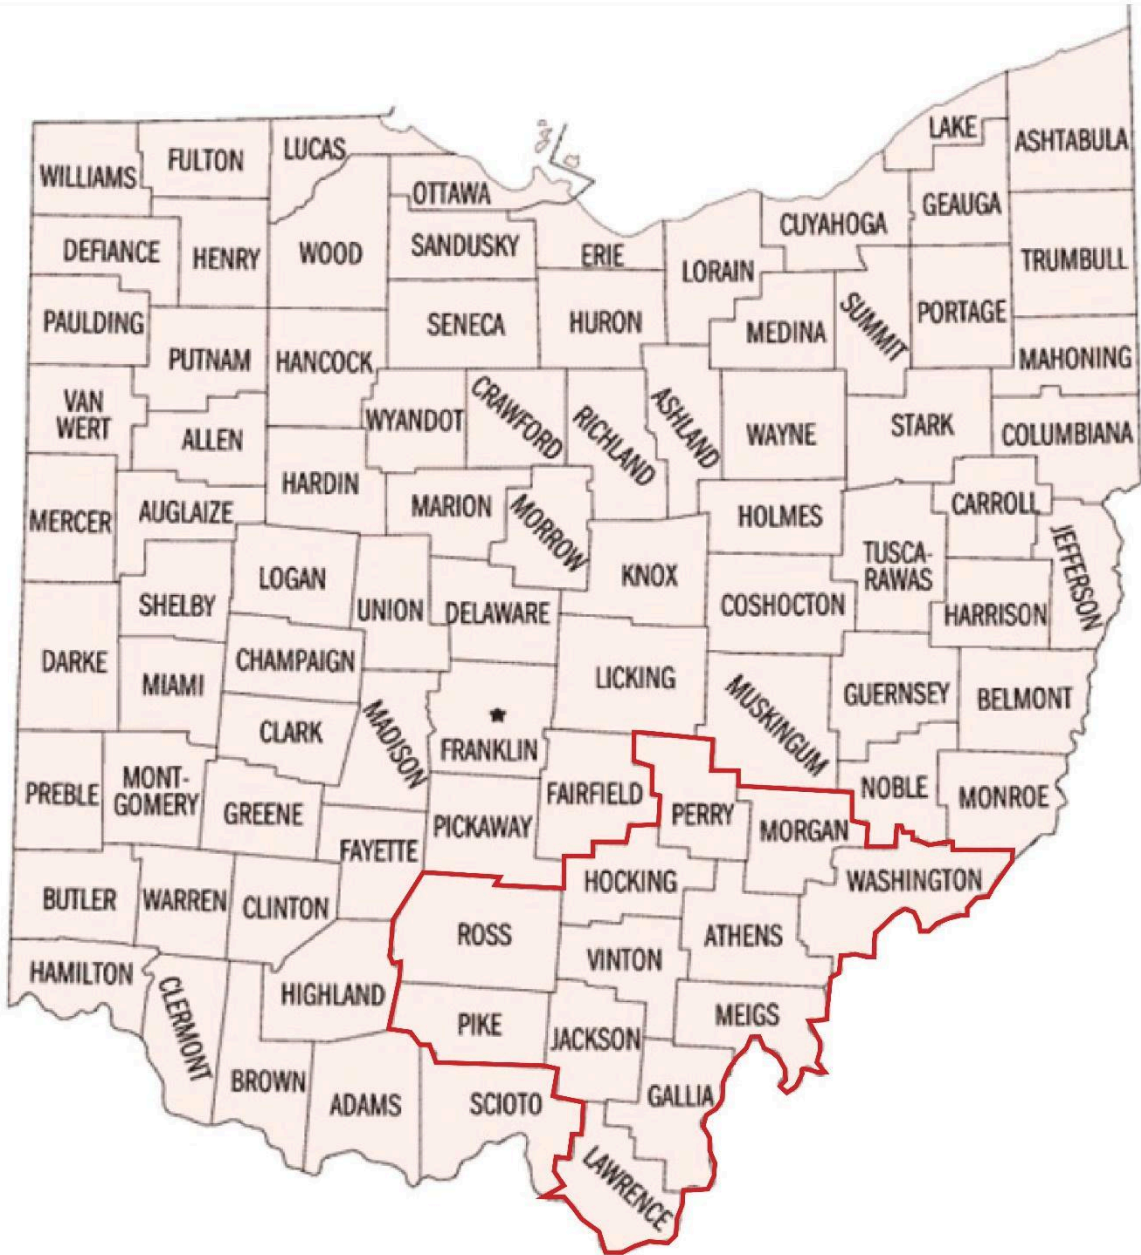 LAKE
ASHTABULA
LUCAS
FULTON
WILLIAMS
OTTAWA
GEAUGA
CUYAHOGA
DEFIANCE
HENRY
WOOD
SANDUSKY
ERIE
LORAIN
TRUMBULL
PAULDING
SENECA
HURON
MEDINA
SUMMIT
PORTAGE
PUTNAM
HANCOCK
MAHONING
VAN
WERT
ALLEN
WYANDOT
CRAWFORD
RICHLAND
ASHLAND
WAYNE
STARK
COLUMBIANA
HARDIN
MERCER
AUGLAIZE
MARION
MORROW
HOLMES
CARROLL
JEFFERSON
LOGAN
KNOX
TUSCA-
RAWAS
SHELBY
UNION
DELAWARE
COSHOCTON
HARRISON
DARKE
MIAMI
CHAMPAIGN
LICKING
MUSKINGUM
GUERNSEY
BELMONT
CLARK
MADISON
FRANKLIN
PREBLE
MONT-
GOMERY
GREENE
FAIRFIELD
PERRY
NOBLE
MONROE
FAYETTE
PICKAWAY
MORGAN
BUTLER
WARREN
CLINTON
HOCKING
WASHINGTON
ROSS
ATHENS
VINTON
HAMILTON
CLERMONT
HIGHLAND
PIKE
JACKSON
MEIGS
BROWN
ADAMS
SCIOTO
GALLIA
LAWRENCE